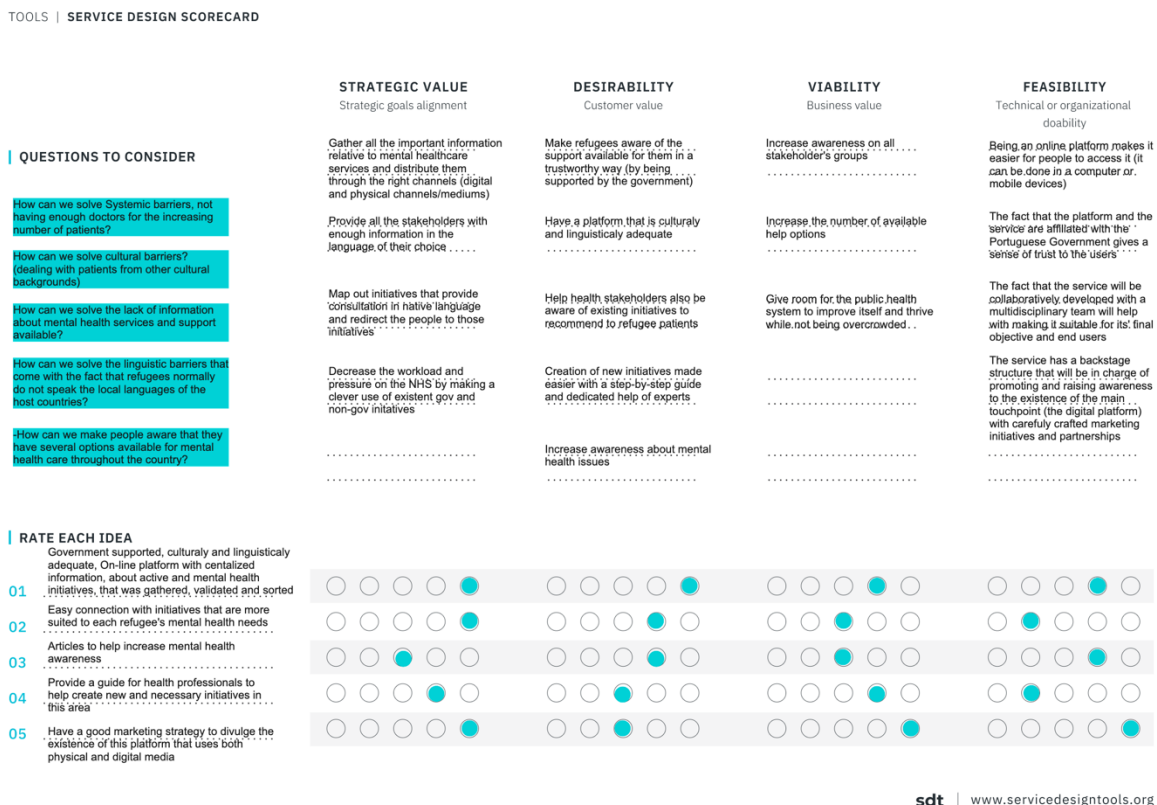 TOOLS | SERVICE DESIGN SCORECARD
STRATEGIC VALUE
Strategic goals alignment
DESIRABILITY
Customer value
VIABILITY
Business value
FEASIBILITY
Technical or organizational
doability
QUESTIONS TO CONSIDER
How can we solve Systemic barriers, not
having enough doctors for the increasing
number of patients?
How can we solve cultural barriers?
(dealing with patients from other cultural
backgrounds)
How can we solve the lack of information
about mental health services and support
available?
How can we solve the linguistic barriers that
come with the fact that refugees normally
do not speak the local languages of the
host countries?
-How can we make people aware that they
have several options available for mental
health care throughout the country?
Gather all the important information
relative to mental healthcare
services and distribute them
through the right channels (digital
and physical channels/mediums)
Provide all the stakeholders with
enough information in the
language of their choice
Map out initiatives that provide
consultation in native language
and redirect the people to those
initiatives
Decrease the workload and
pressure on the NHS by making a
clever use of existent gov and
non-gov initatives
Make refugees aware of the
support available for them in a
trustworthy way (by being
supported by the government)
Have a platform that is culturaly
and linguisticaly adequate
Help health stakeholders also be
aware of existing initiatives to
recommend to refugee patients
Creation of new initiatives made
easier with a step-by-step guide
and dedicated help of experts
Increase awareness about mental
health issues
Increase awareness on all
stakeholder's groups
Increase the number of available
help options
Give room for the public health
system to improve itself and thrive
while not being overcrowded
Being an online platform makes it
easier for people to access it (it
can be done in a computer or
mobile devices)
The fact that the platform and the
service are affiliated with the
Portuguese Government gives a
sense of trust to the users
The fact that the service will be
collaboratively developed with a
multidisciplinary team will help
with making it suitable for its' final
objective and end users
The service has a backstage
structure that will be in charge of
promoting and raising awareness
to the existence of the main
touchpoint (the digital platform)
with carefuly crafted marketing
initiatives and partnerships
RATE EACH IDEA
01
Government supported, culturaly and linguisticaly
adequate, On-line platform with centalized
information, about active and mental health
initiatives, that was gathered, validated and sorted
02
Easy connection with initiatives that are more
suited to each refugee's mental health needs
03
Articles to help increase mental health
awareness
04
Provide a guide for health professionals to
help create new and necessary initiatives in
this area
05
Have a good marketing strategy to divulge the
existence of this platform that uses both
physical and digital media
sdt | www.servicedesigntools.org